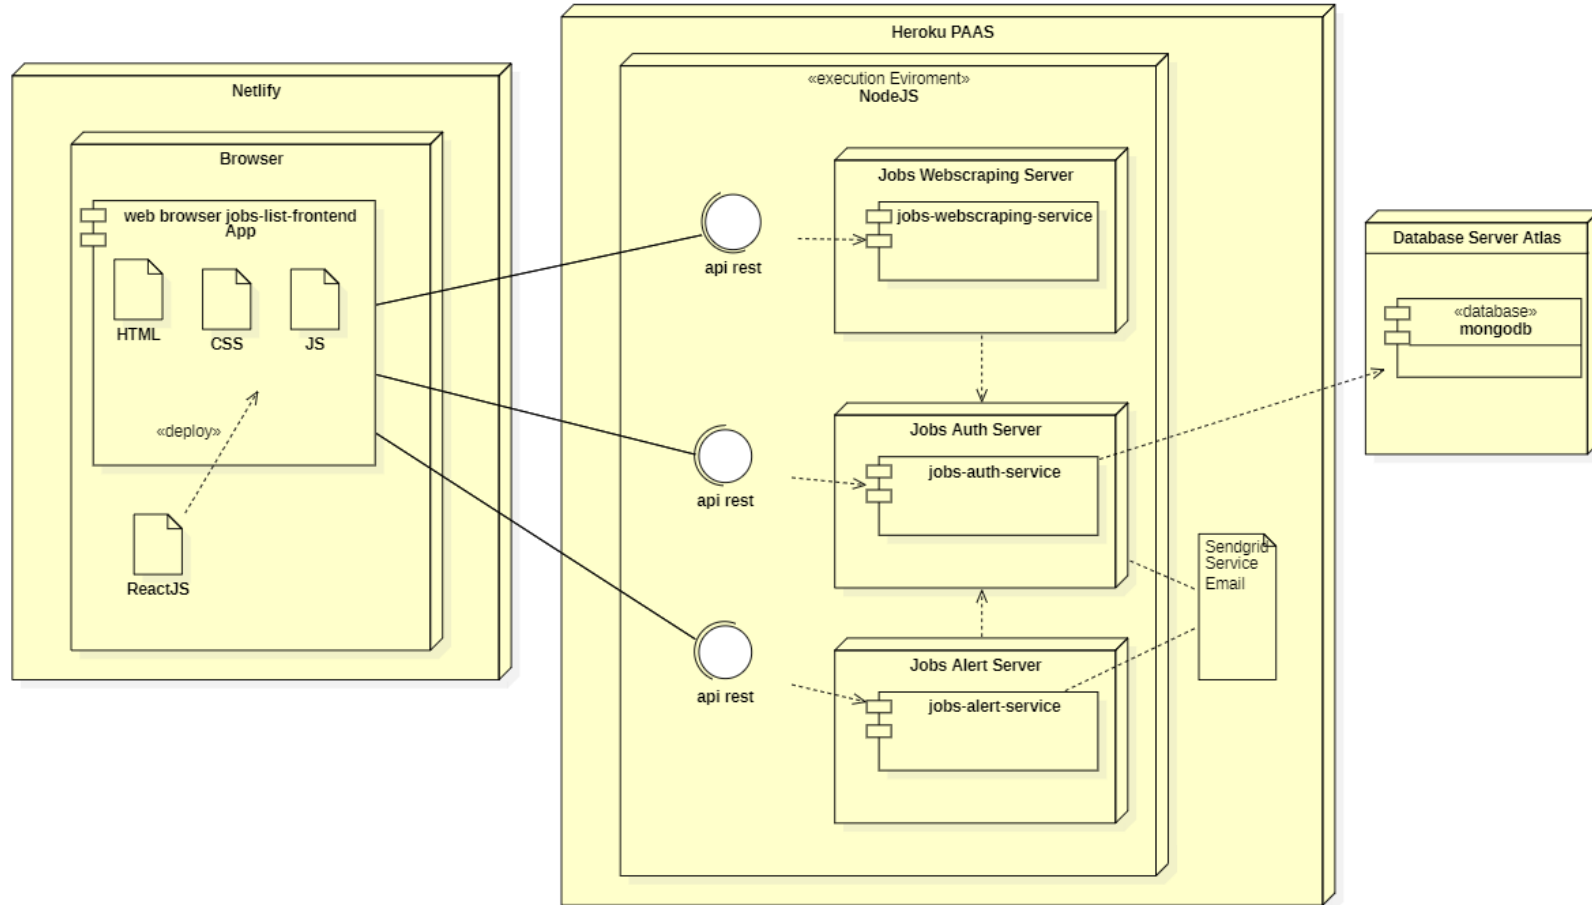 Netlify
Browser
web browser jobs-list-frontend
App
HTML
CSS
JS
«deploy»
ReactJS
Heroku PAAS
«execution Eviroment»
NodeJS
api rest
Jobs Webscraping Server
jobs-webscraping-service
api rest
Jobs Auth Server
jobs-auth-service
api rest
Jobs Alert Server
jobs-alert-service
Sendgrid
Service
Email
Database Server Atlas
«database»
mongodb